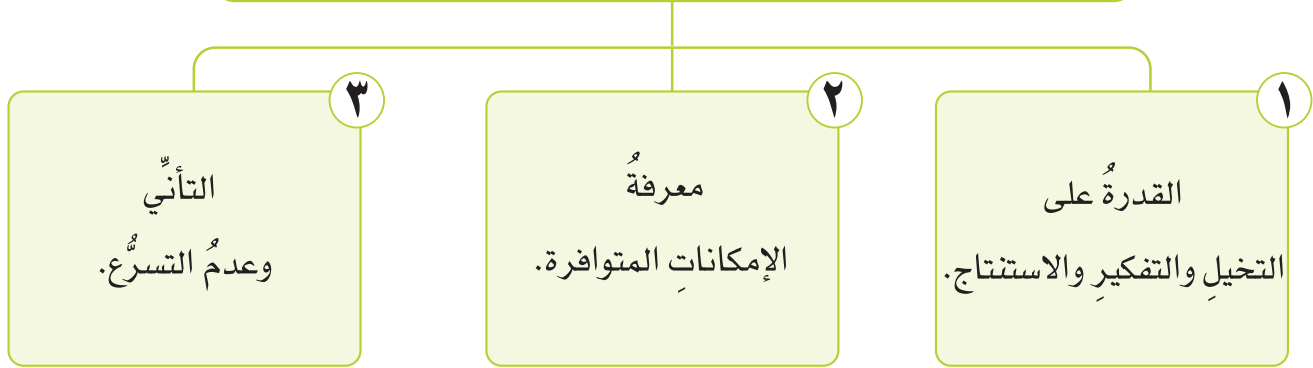 ١
القدرةُ على
التخيلِ والتفكيرِ والاستنتاج.
٢
معرفةُ
الإمكاناتِ المتوافرة.
٣
التأنِّي
وعدمُ التسرُّع.